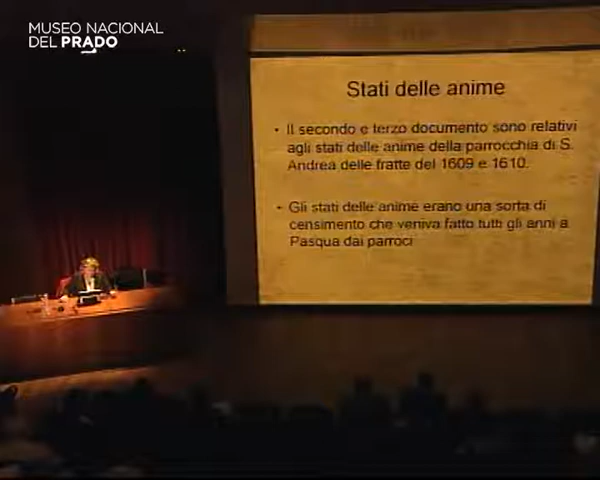 MUSEO NACIONAL
DEL PRADO
Stati delle anime
• Il secondo e terzo documento sono relativi
agli stati delle anime della parrocchia di S.
Andrea delle fratte del 1609 e 1610.
• Gli stati delle anime erano una sorta di
censimento che veniva fatto tutti gli anni a
Pasqua dai parroci